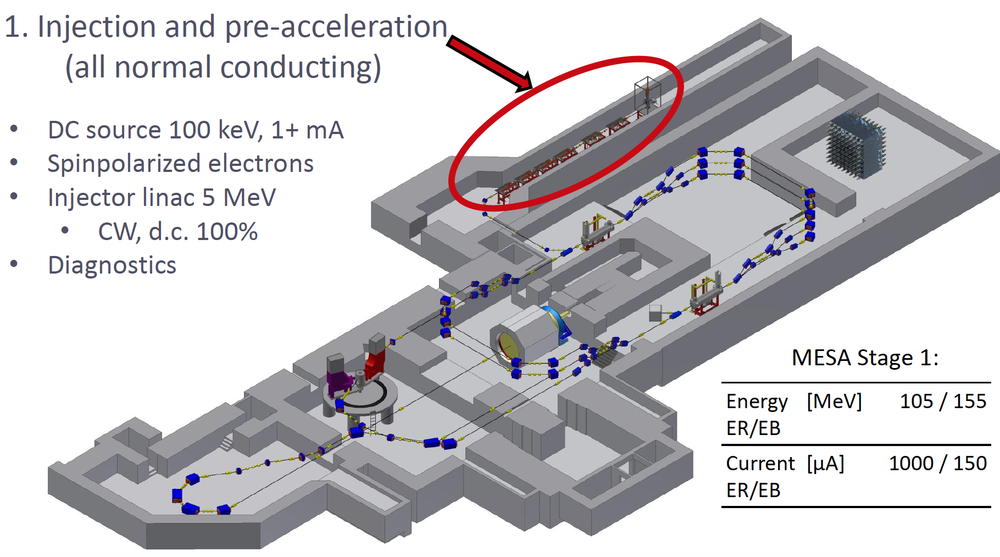 1. Injection and pre-acceleration
(all normal conducting)
• DC source 100 keV, 1+ mA
• Spinpolarized electrons
• Injector linac 5 MeV
• CW, d.c. 100%
• Diagnostics
MESA Stage 1:
Energy [MeV] 105 / 155
ER/EB
Current [µA] 1000 / 150
ER/EB